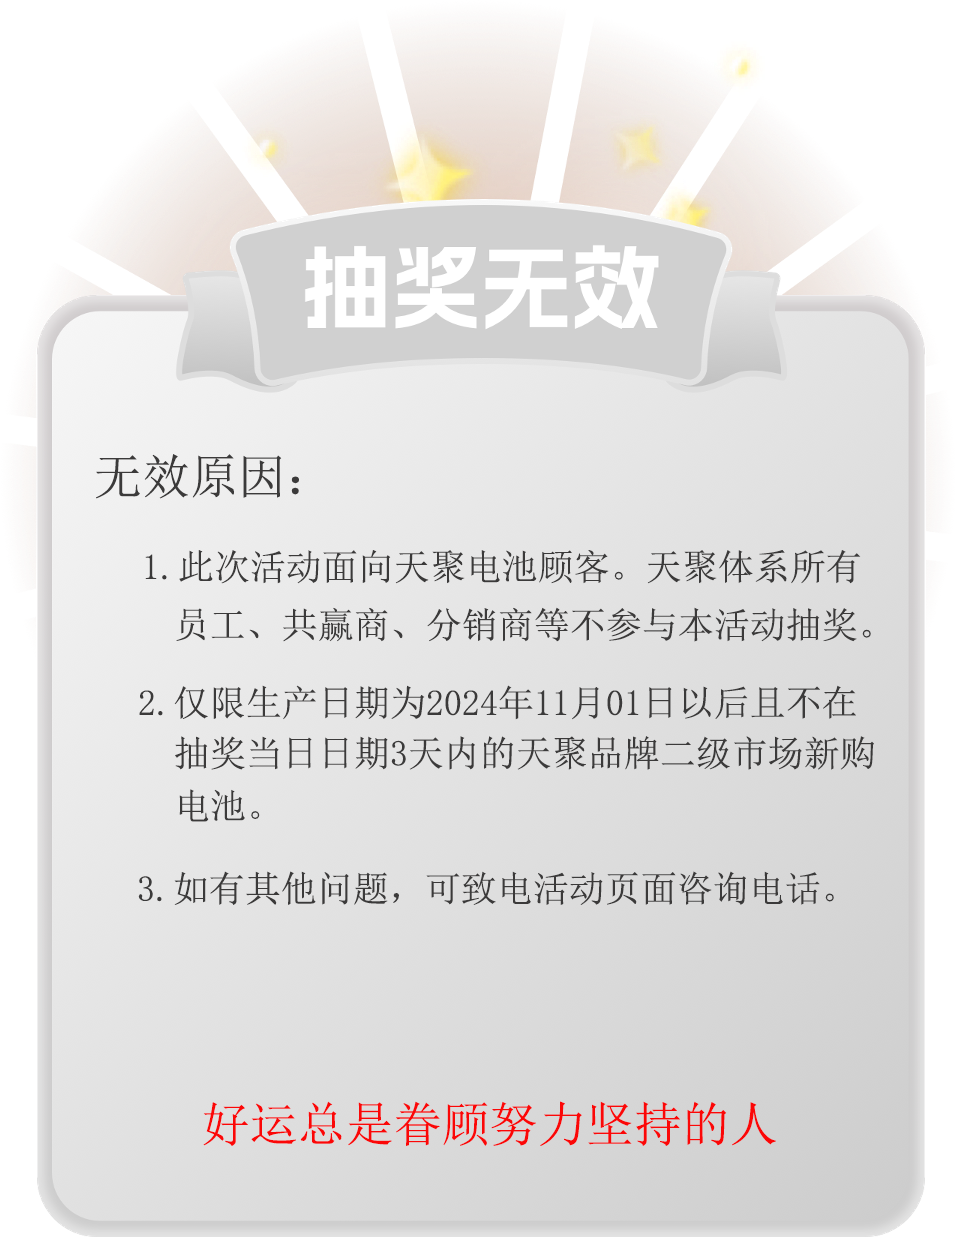 抽奖无效
无效原因：
1.此次活动面向天聚电池顾客。天聚体系所有
员工、共赢商、分销商等不参与本活动抽奖。
2.仅限生产日期为2024年11月01日以后且不在
抽奖当日日期3天内的天聚品牌二级市场新购
电池。
3.如有其他问题，可致电活动页面咨询电话。
好运总是眷顾努力坚持的人